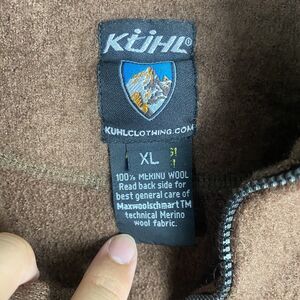 KÜHL®
KUHLCLOTHING.COM
XL
100% MERINO WOOL
Read back side for
best general care of
Maxwoolschmart TM
technical Merino
wool fabric.